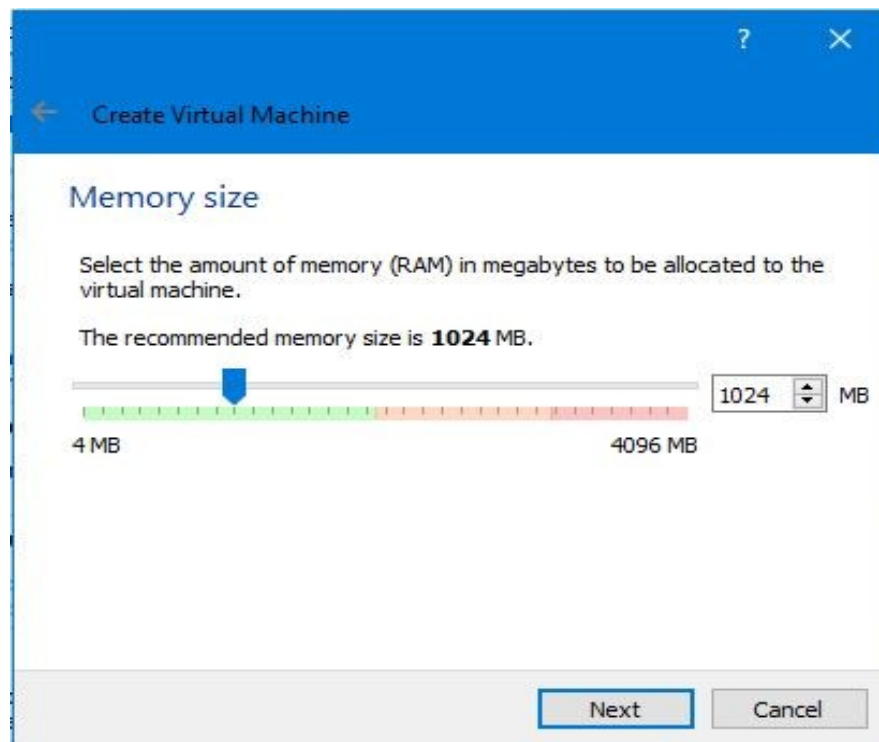 ?
Create Virtual Machine
Memory size
Select the amount of memory (RAM) in megabytes to be allocated to the
virtual machine.
The recommended memory size is 1024 MB.
1024 MB
4 MB 4096 MB
Next Cancel